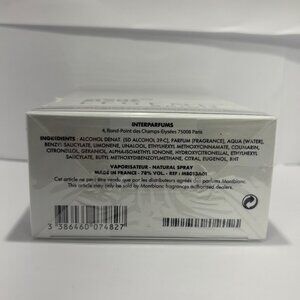 INTERPARFUMS
4, Rond-Point des Champs Elysées 75008 Paris
INGREDIENTS : ALCOHOL DENAT. (SD ALCOHOL 39-C), PARFUM (FRAGRANCE), AQUA (WATER),
BENZYL SALICYLATE, LIMONENE, LINALOOL, ETHYLHEXYL METHOXYCINNAMATE, COUMARIN,
CITRONELLOL, GERANIOL, ALPHA-ISOMETHYL IONONE, HYDROXYCITRONELLAL, ETHYLHEXYL
SALICYLATE, BUTYL METHOXYDIBENZOYLMETHANE, CITRAL, EUGENOL, BHT
VAPORISATEUR - NATURAL SPRAY
MADE IN FRANCE - 78% VOL. - REF : MB013A01
Cet article ne peut être vendu que par les distributeurs agréés des parfums Montblanc.
This article may only be sold by Montblanc fragrance authorised dealers.
3 386460 074827